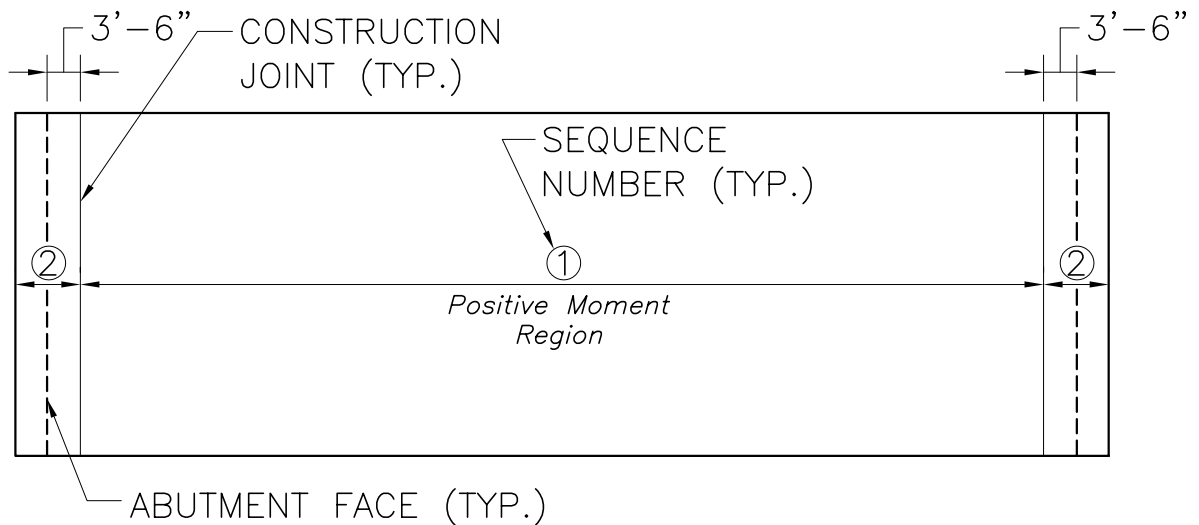 3'-6"
CONSTRUCTION
JOINT (TYP.)
3'-6"
SEQUENCE
NUMBER (TYP.)
2
1
2
Positive Moment
Region
ABUTMENT FACE (TYP.)